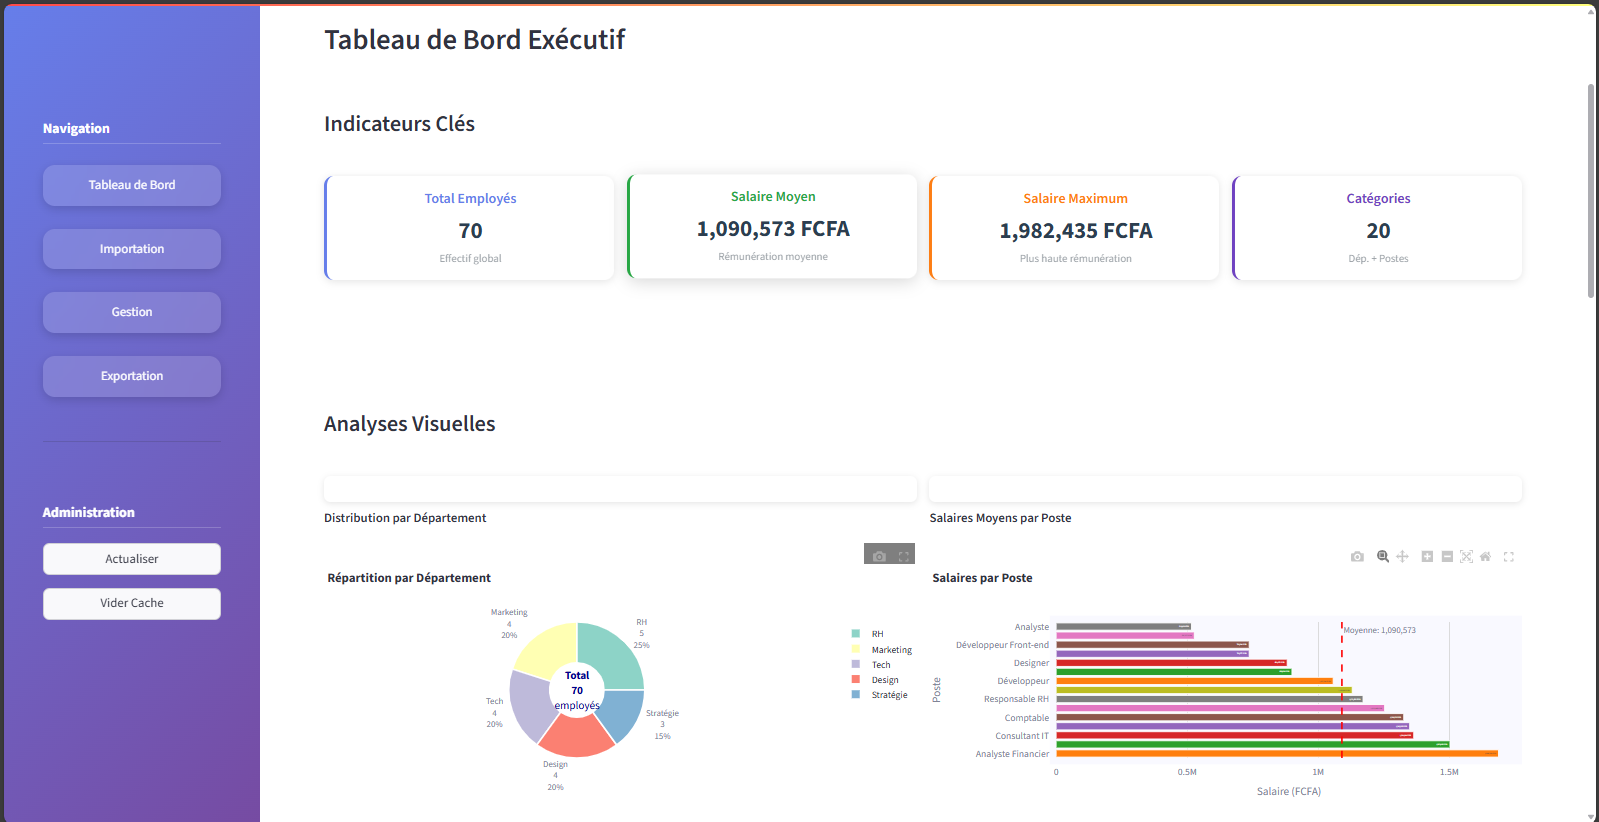 Navigation
Tableau de Bord
Importation
Gestion
Exportation
Administration
Actualiser
Vider Cache
Tableau de Bord Exécutif
Indicateurs Clés
Total Employés
70
Effectif global
Salaire Moyen
1,090,573 FCFA
Rémunération moyenne
Salaire Maximum
1,982,435 FCFA
Plus haute rémunération
Catégories
20
Dép. + Postes
Analyses Visuelles
Distribution par Département
Répartition par Département
Marketing
4
20%
RH
5
25%
Tech
4
20%
Stratégie
3
15%
Design
4
20%
Total
70
employés
RH
Marketing
Tech
Design
Stratégie
Salaires Moyens par Poste
Salaires par Poste
Moyenne: 1,090,573
Poste
Analyste
Développeur Front-end
Designer
Développeur
Responsable RH
Comptable
Consultant IT
Analyste Financier
0
0.5M
1M
1.5M
Salaire (FCFA)